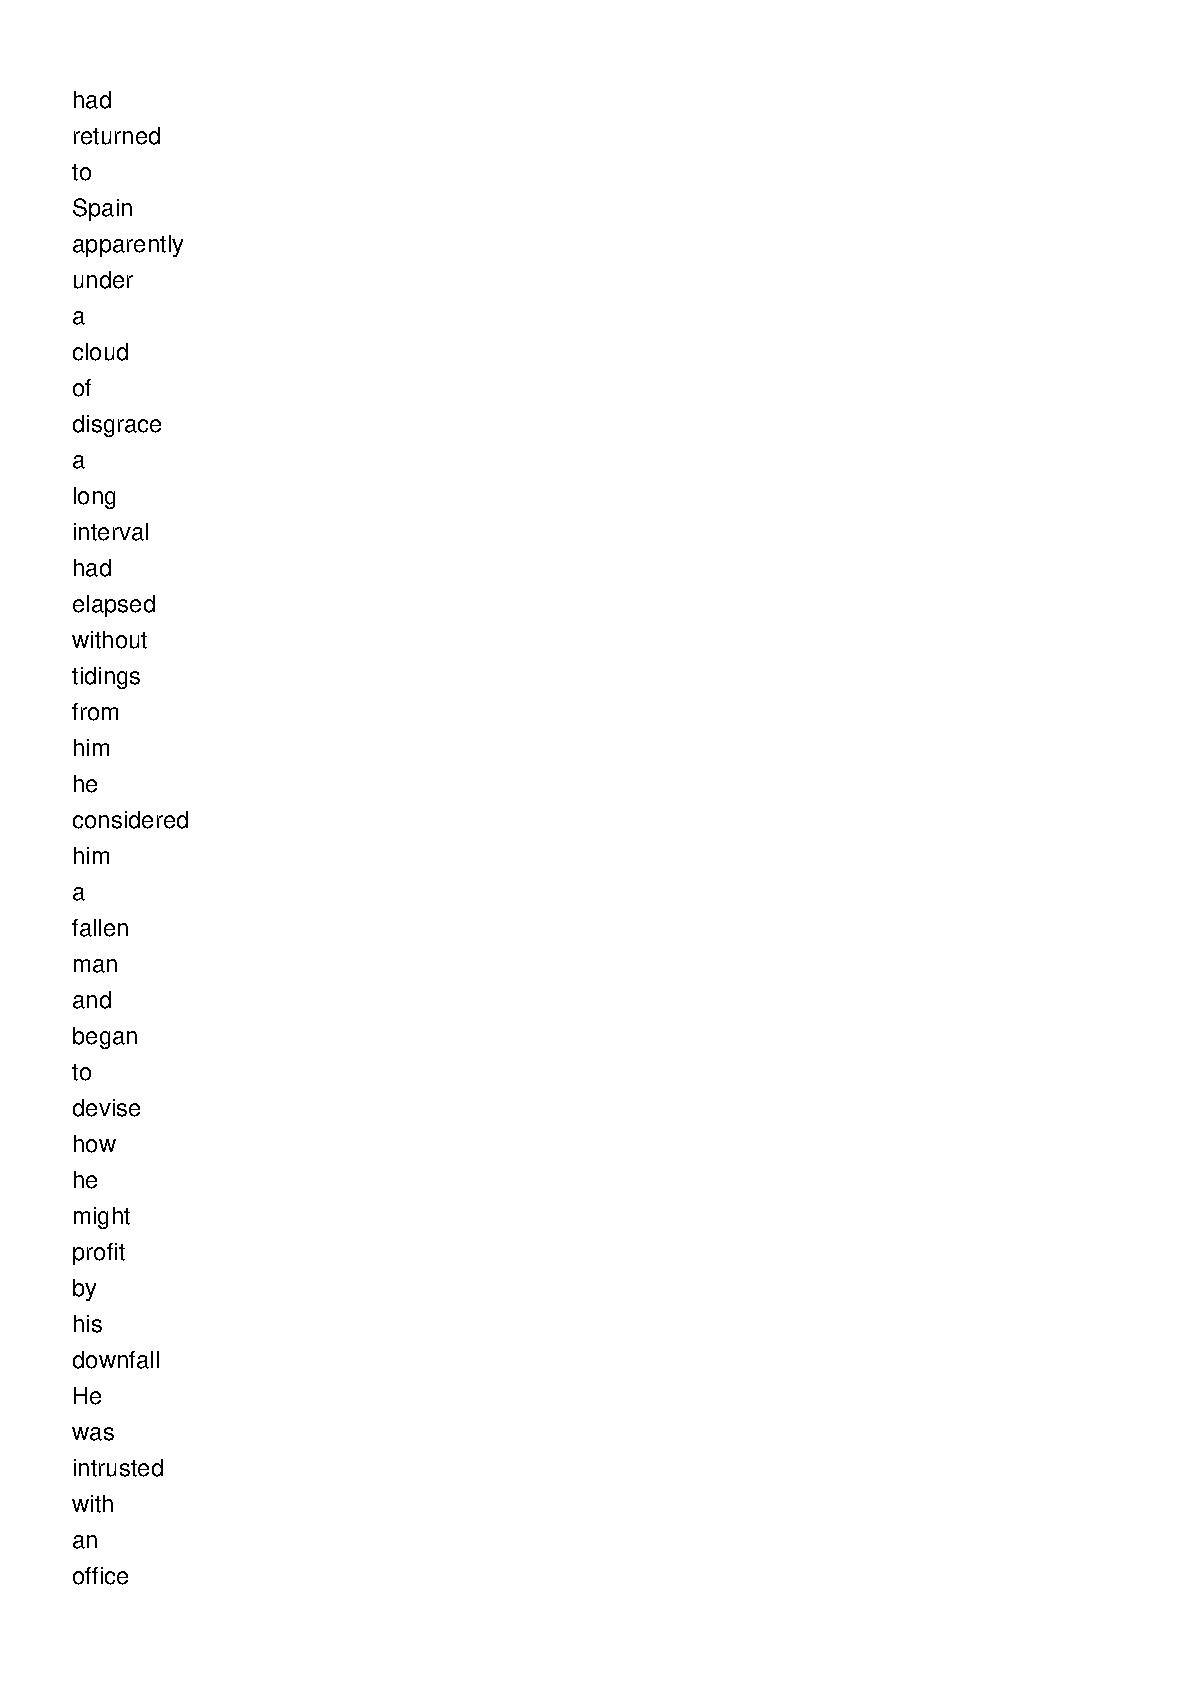 had
returned
to
Spain
apparently
under
a
cloud
of
disgrace
a
long
interval
had
elapsed
without
tidings
from
him
he
considered
him
a
fallen
man
and
began
to
devise
how
he
might
profit
by
his
downfall
He
was
intrusted
with
an
office